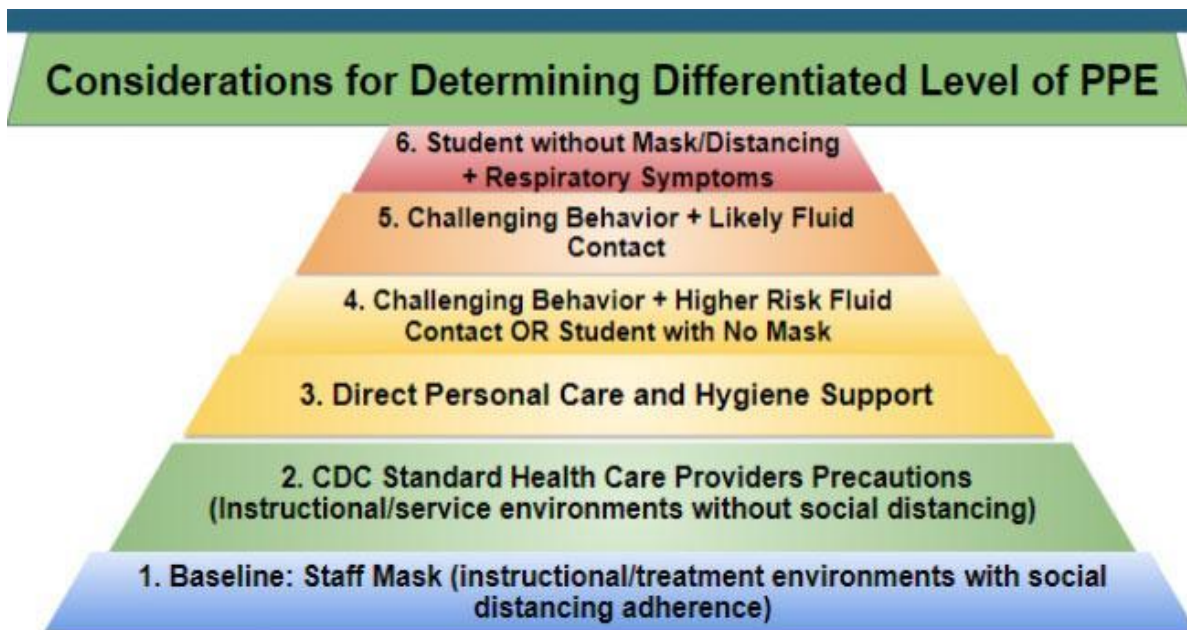 Considerations for Determining Differentiated Level of PPE
6. Student without Mask/Distancing
+ Respiratory Symptoms
5. Challenging Behavior + Likely Fluid
Contact
4. Challenging Behavior + Higher Risk Fluid
Contact OR Student with No Mask
3. Direct Personal Care and Hygiene Support
2. CDC Standard Health Care Providers Precautions
(Instructional/service environments without social distancing)
1. Baseline: Staff Mask (instructional/treatment environments with social
distancing adherence)